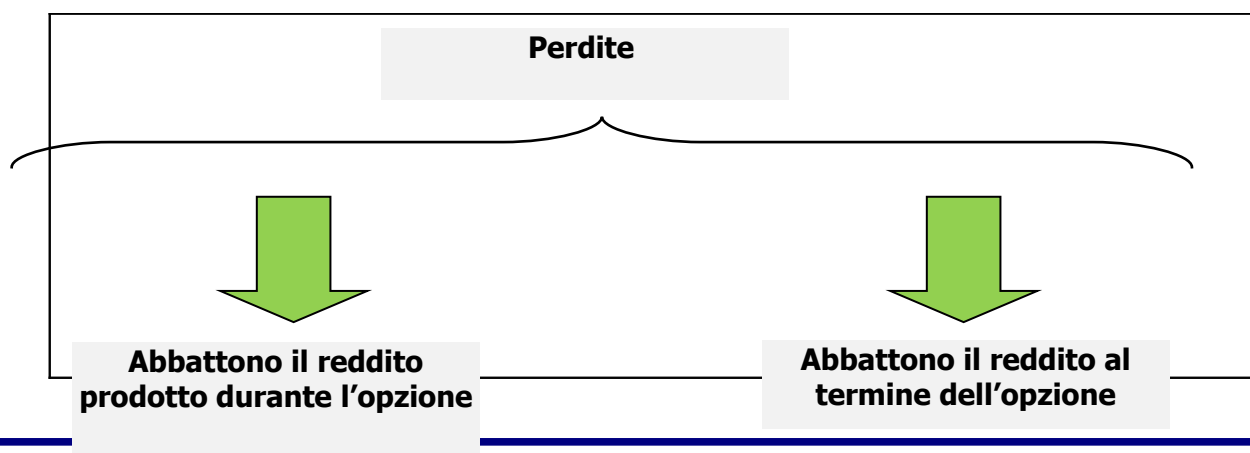 Perdite
Abbattono il reddito
prodotto durante l'opzione
Abbattono il reddito al
termine dell'opzione